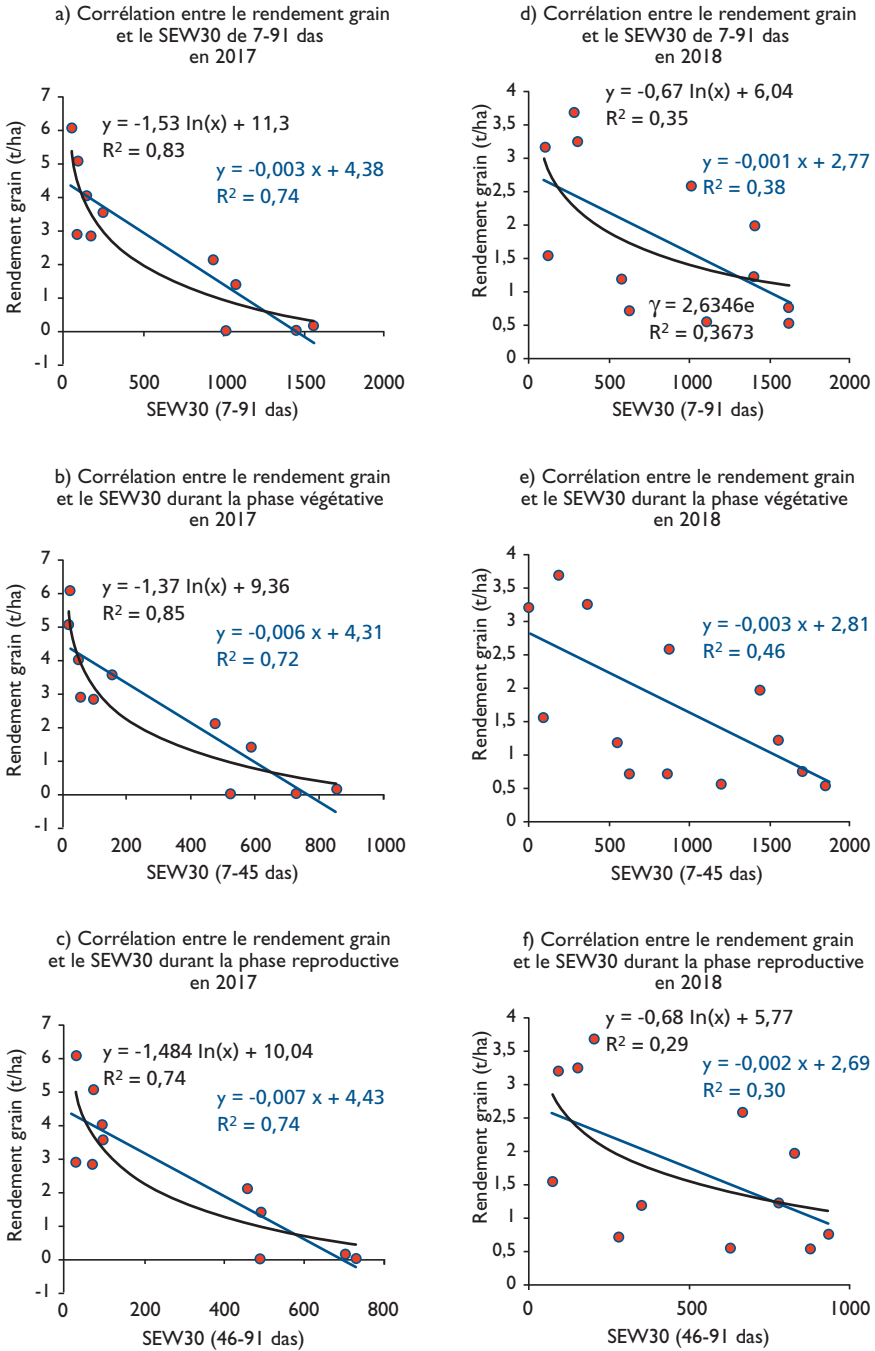 a) Corrélation entre le rendement grain
et le SEW30 de 7-91 das
en 2017
Rendement grain (t/ha)
7
6
5
4
3
2
1
0
-1
y = -1,53 ln(x) + 11,3
R² = 0,83
y = -0,003 x + 4,38
R² = 0,74
0 500 1000 1500 2000
SEW30 (7-91 das)
d) Corrélation entre le rendement grain
et le SEW30 de 7-91 das
en 2018
Rendement grain (t/ha)
4
3,5
3
2,5
2
1,5
1
0,5
0
y = -0,67 ln(x) + 6,04
R² = 0,35
y = -0,001 x + 2,77
R² = 0,38
γ = 2,6346e
R² = 0,3673
0 500 1000 1500 2000
SEW30 (7-91 das)
b) Corrélation entre le rendement grain
et le SEW30 durant la phase végétative
en 2017
Rendement grain (t/ha)
7
6
5
4
3
2
1
0
-1
y = -1,37 ln(x) + 9,36
R² = 0,85
y = -0,006 x + 4,31
R² = 0,72
0 200 400 600 800 1000
SEW30 (7-45 das)
e) Corrélation entre le rendement grain
et le SEW30 durant la phase végétative
en 2018
Rendement grain (t/ha)
4
3,5
3
2,5
2
1,5
1
0,5
0
y = -0,003 x + 2,81
R² = 0,46
0 500 1000 1500 2000
SEW30 (7-45 das)
c) Corrélation entre le rendement grain
et le SEW30 durant la phase reproductive
en 2017
Rendement grain (t/ha)
7
6
5
4
3
2
1
0
-1
y = -1,484 ln(x) + 10,04
R² = 0,74
y = -0,007 x + 4,43
R² = 0,74
0 200 400 600 800
SEW30 (46-91 das)
f) Corrélation entre le rendement grain
et le SEW30 durant la phase reproductive
en 2018
Rendement grain (t/ha)
4
3,5
3
2,5
2
1,5
1
0,5
0
y = -0,68 ln(x) + 5,77
R² = 0,29
y = -0,002 x + 2,69
R² = 0,30
0 500 1000
SEW30 (46-91 das)